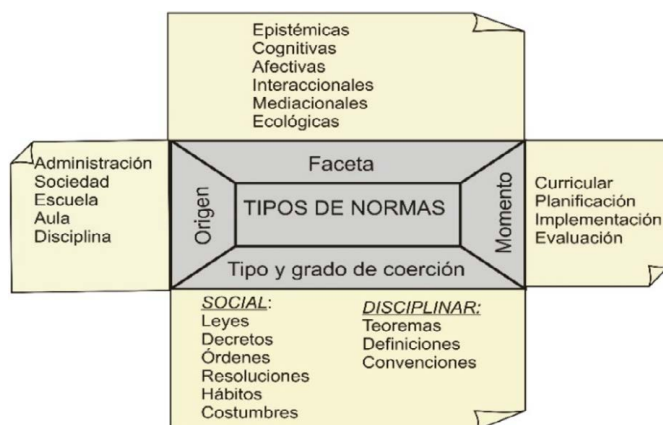 Epistémicas
Cognitivas
Afectivas
Interaccionales
Mediacionales
Ecológicas
Administración
Sociedad
Escuela
Aula
Disciplina
Origen
Faceta
TIPOS DE NORMAS
Tipo y grado de coerción
Momento
Curricular
Planificación
Implementación
Evaluación
SOCIAL:
Leyes
Decretos
Órdenes
Resoluciones
Hábitos
Costumbres
DISCIPLINAR:
Teoremas
Definiciones
Convenciones